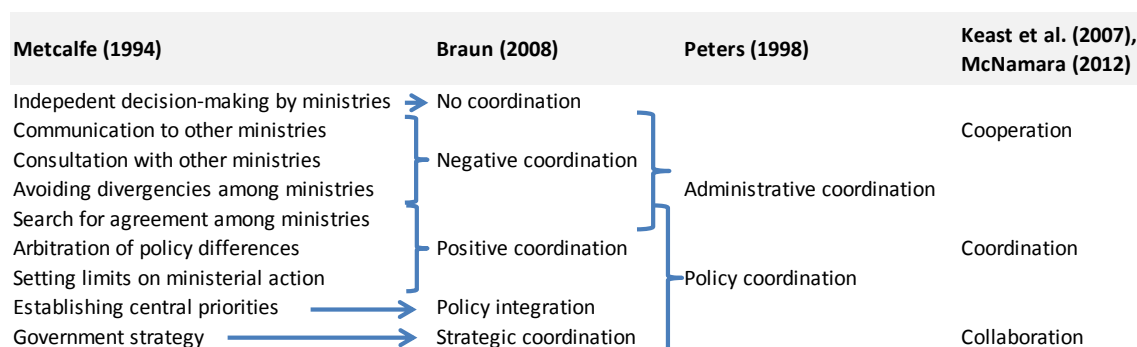 Metcalfe (1994) Braun (2008) Peters (1998) Keast et al. (2007),
McNamara (2012)
Indepedent decision-making by ministries No coordination
Communication to other ministries Cooperation
Consultation with other ministries Negative coordination
Avoiding divergencies among ministries Administrative coordination
Search for agreement among ministries
Arbitration of policy differences Positive coordination Coordination
Setting limits on ministerial action Policy coordination
Establishing central priorities Policy integration
Government strategy Strategic coordination Collaboration